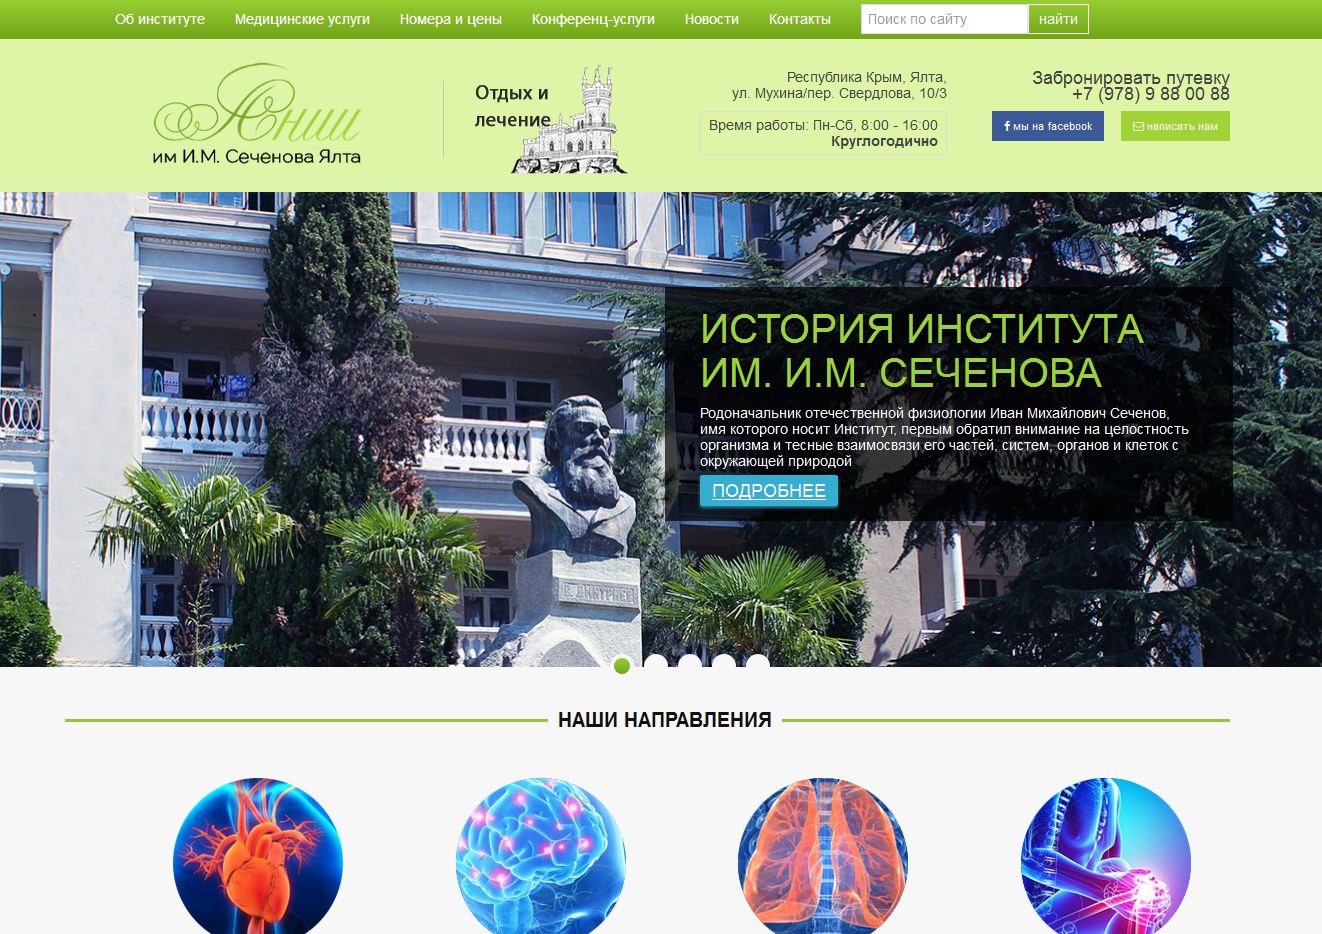 Об институте
Медицинские услуги
Номера и цены
Конференц-услуги
Новости
Контакты
Поиск по сайту
найти
Янии
им И.М. Сеченова Ялта
Отдых и
лечение
Республика Крым, Ялта,
ул. Мухина/пер. Свердлова, 10/3
Время работы: Пн-Сб, 8:00 - 16:00
Круглогодично
Забронировать путевку
+7 (978) 9 88 00 88
мы на facebook
написать нам
ИСТОРИЯ ИНСТИТУТА
ИМ. И.М. СЕЧЕНОВА
Родоначальник отечественной физиологии Иван Михайлович Сеченов,
имя которого носит Институт, первым обратил внимание на целостность
организма и тесные взаимосвязи его частей, систем, органов и клеток с
окружающей природой
ПОДРОБНЕЕ
В. ДМИТРИЕВ
НАШИ НАПРАВЛЕНИЯ